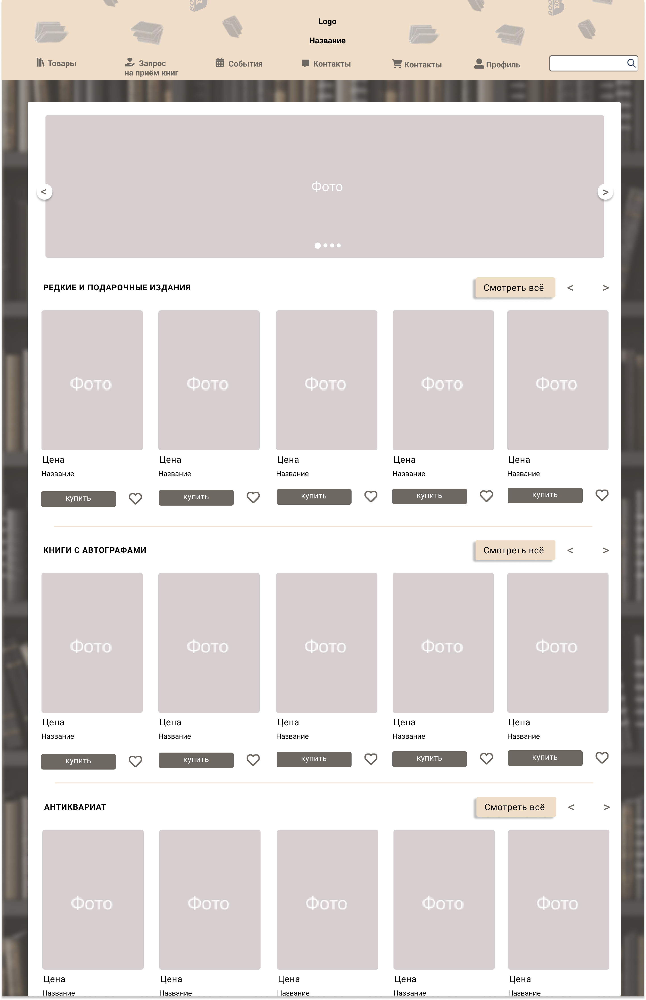 Logo
Название
Товары
Запрос
на приём книг
События
Контакты
Контакты
Профиль
<
Фото
>
РЕДКИЕ И ПОДАРОЧНЫЕ ИЗДАНИЯ
Смотреть всё < >
Фото Фото Фото Фото Фото
Цена Цена Цена Цена Цена
Название Название Название Название Название
купить купить купить купить купить
КНИГИ С АВТОГРАФАМИ
Смотреть всё < >
Фото Фото Фото Фото Фото
Цена Цена Цена Цена Цена
Название Название Название Название Название
купить купить купить купить купить
АНТИКВАРИАТ
Смотреть всё < >
Фото Фото Фото Фото Фото
Цена Цена Цена Цена Цена
Название Название Название Название Название